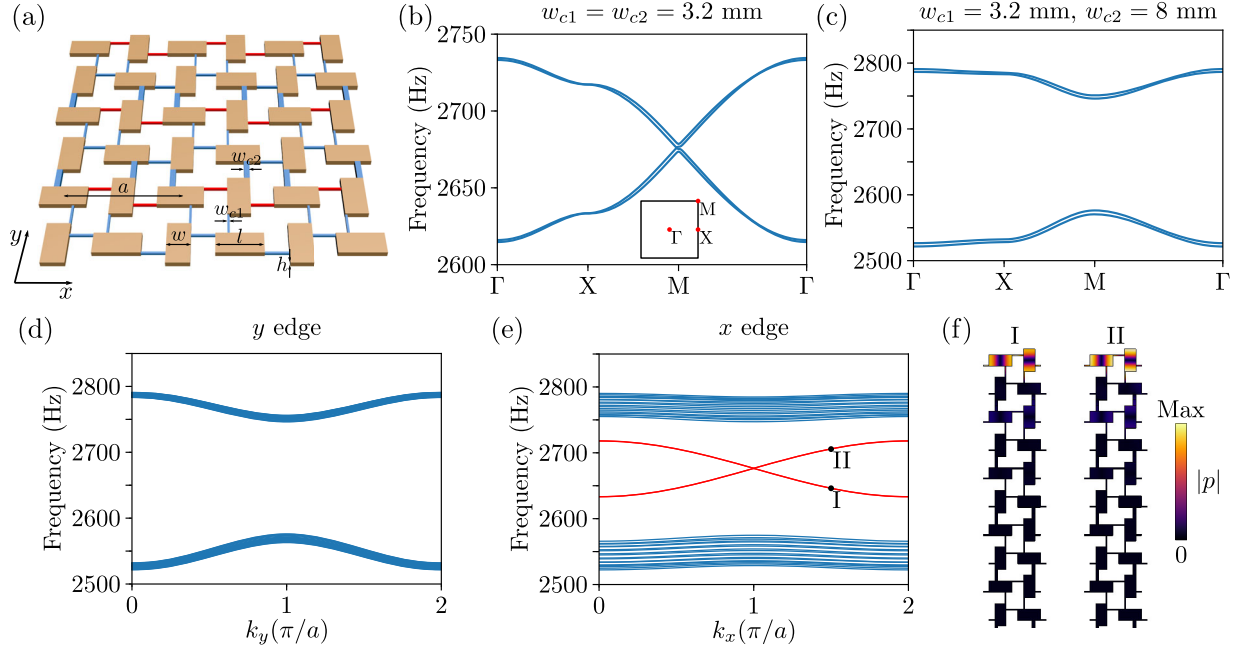 (a)
a
w_{c2}
w_{c1}
w
l
h
y
x
(b)
w_{c1} = w_{c2} = 3.2 mm
Frequency (Hz)
2750
2700
2650
2600
Γ X M Γ
M
Γ
X
(c)
w_{c1} = 3.2 mm, w_{c2} = 8 mm
Frequency (Hz)
2800
2700
2600
2500
Γ X M Γ
(d)
y edge
Frequency (Hz)
2800
2700
2600
2500
0 1 2
k_y(π/a)
(e)
x edge
Frequency (Hz)
2800
2700
2600
2500
II
I
0 1 2
k_x(π/a)
(f)
I II
Max
|p|
0